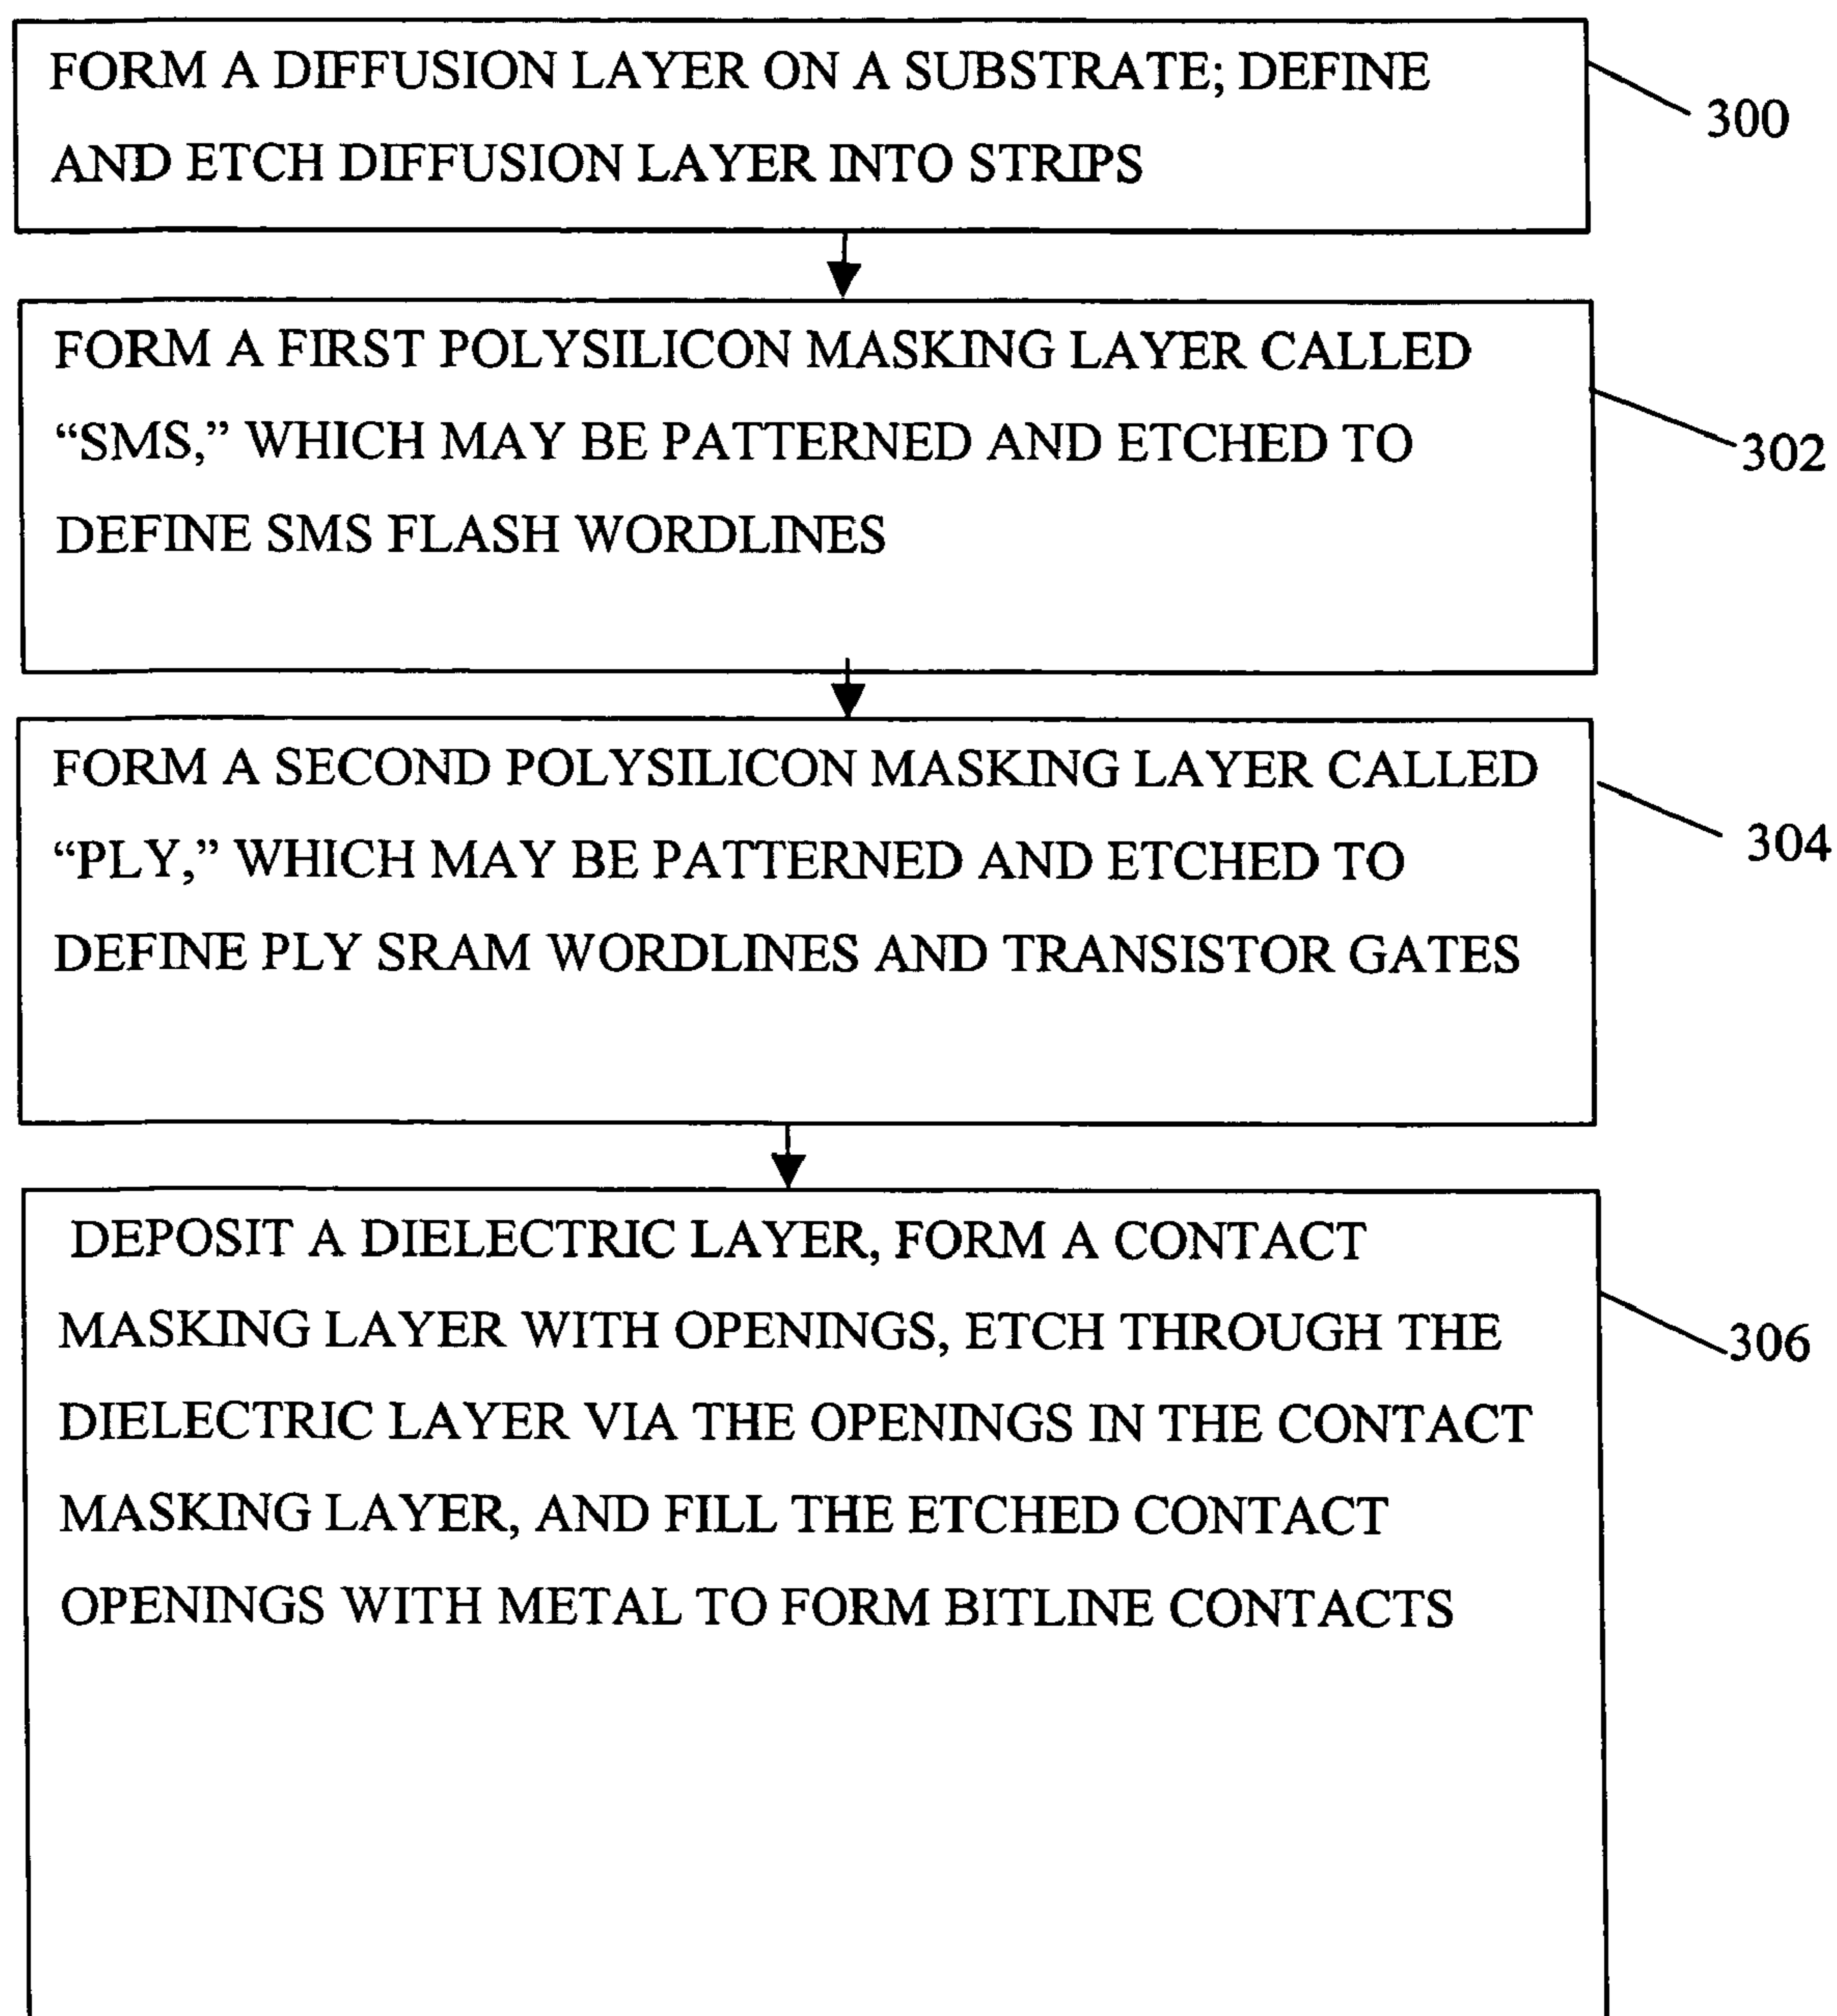 FORM A DIFFUSION LAYER ON A SUBSTRATE; DEFINE
AND ETCH DIFFUSION LAYER INTO STRIPS
300
FORM A FIRST POLYSILICON MASKING LAYER CALLED
“SMS,” WHICH MAY BE PATTERNED AND ETCHED TO
DEFINE SMS FLASH WORDLINES
302
FORM A SECOND POLYSILICON MASKING LAYER CALLED
“PLY,” WHICH MAY BE PATTERNED AND ETCHED TO
DEFINE PLY SRAM WORDLINES AND TRANSISTOR GATES
304
DEPOSIT A DIELECTRIC LAYER, FORM A CONTACT
MASKING LAYER WITH OPENINGS, ETCH THROUGH THE
DIELECTRIC LAYER VIA THE OPENINGS IN THE CONTACT
MASKING LAYER, AND FILL THE ETCHED CONTACT
OPENINGS WITH METAL TO FORM BITLINE CONTACTS
306